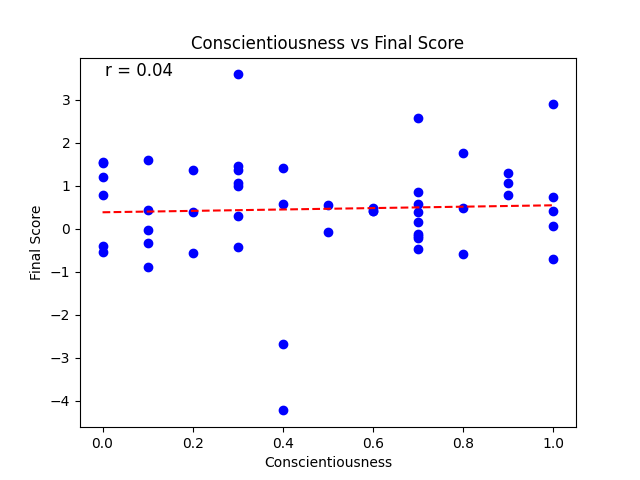 Conscientiousness vs Final Score
r = 0.04
3
2
1
0
−1
−2
−3
−4
Final Score
0.0 0.2 0.4 0.6 0.8 1.0
Conscientiousness